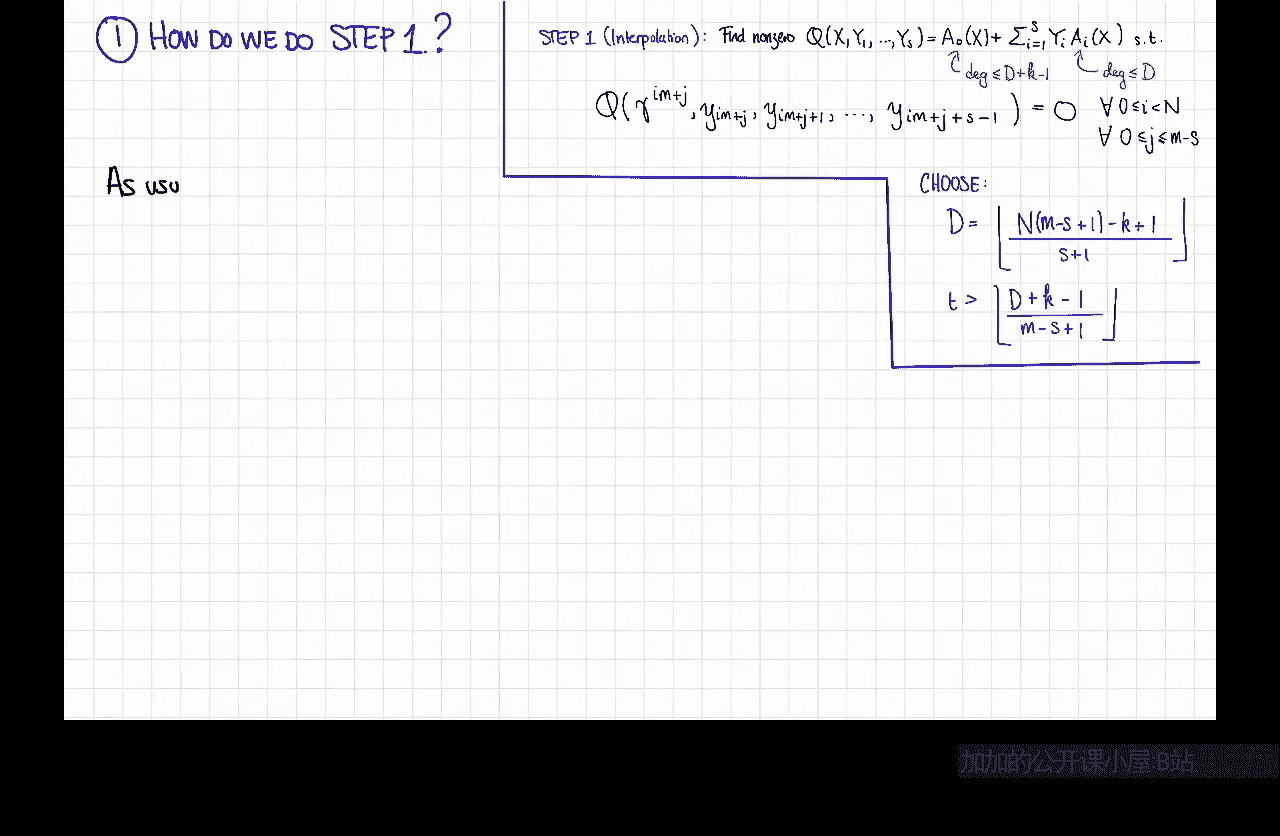 ① HOW DO WE DO STEP 1.?
STEP 1 (Interpolation): Find nonzero Q(X,Y₁,...,Yₛ) = A₀(X) + Σᵢ₌₁ˢ Yᵢ Aᵢ(X) s.t.
deg ≤ D+k-1 deg ≤ D
Q(γ^{im+j}, y_{im+j}, y_{im+j+1}, ..., y_{im+j+s-1}) = 0 ∀ 0≤i<N
∀ 0≤j≤m-s
As usu
CHOOSE:
D = ⌊ N(m-s+1)-k+1 / s+1 ⌋
t > ⌊ D+k-1 / m-s+1 ⌋
加加的公开课小屋 B站